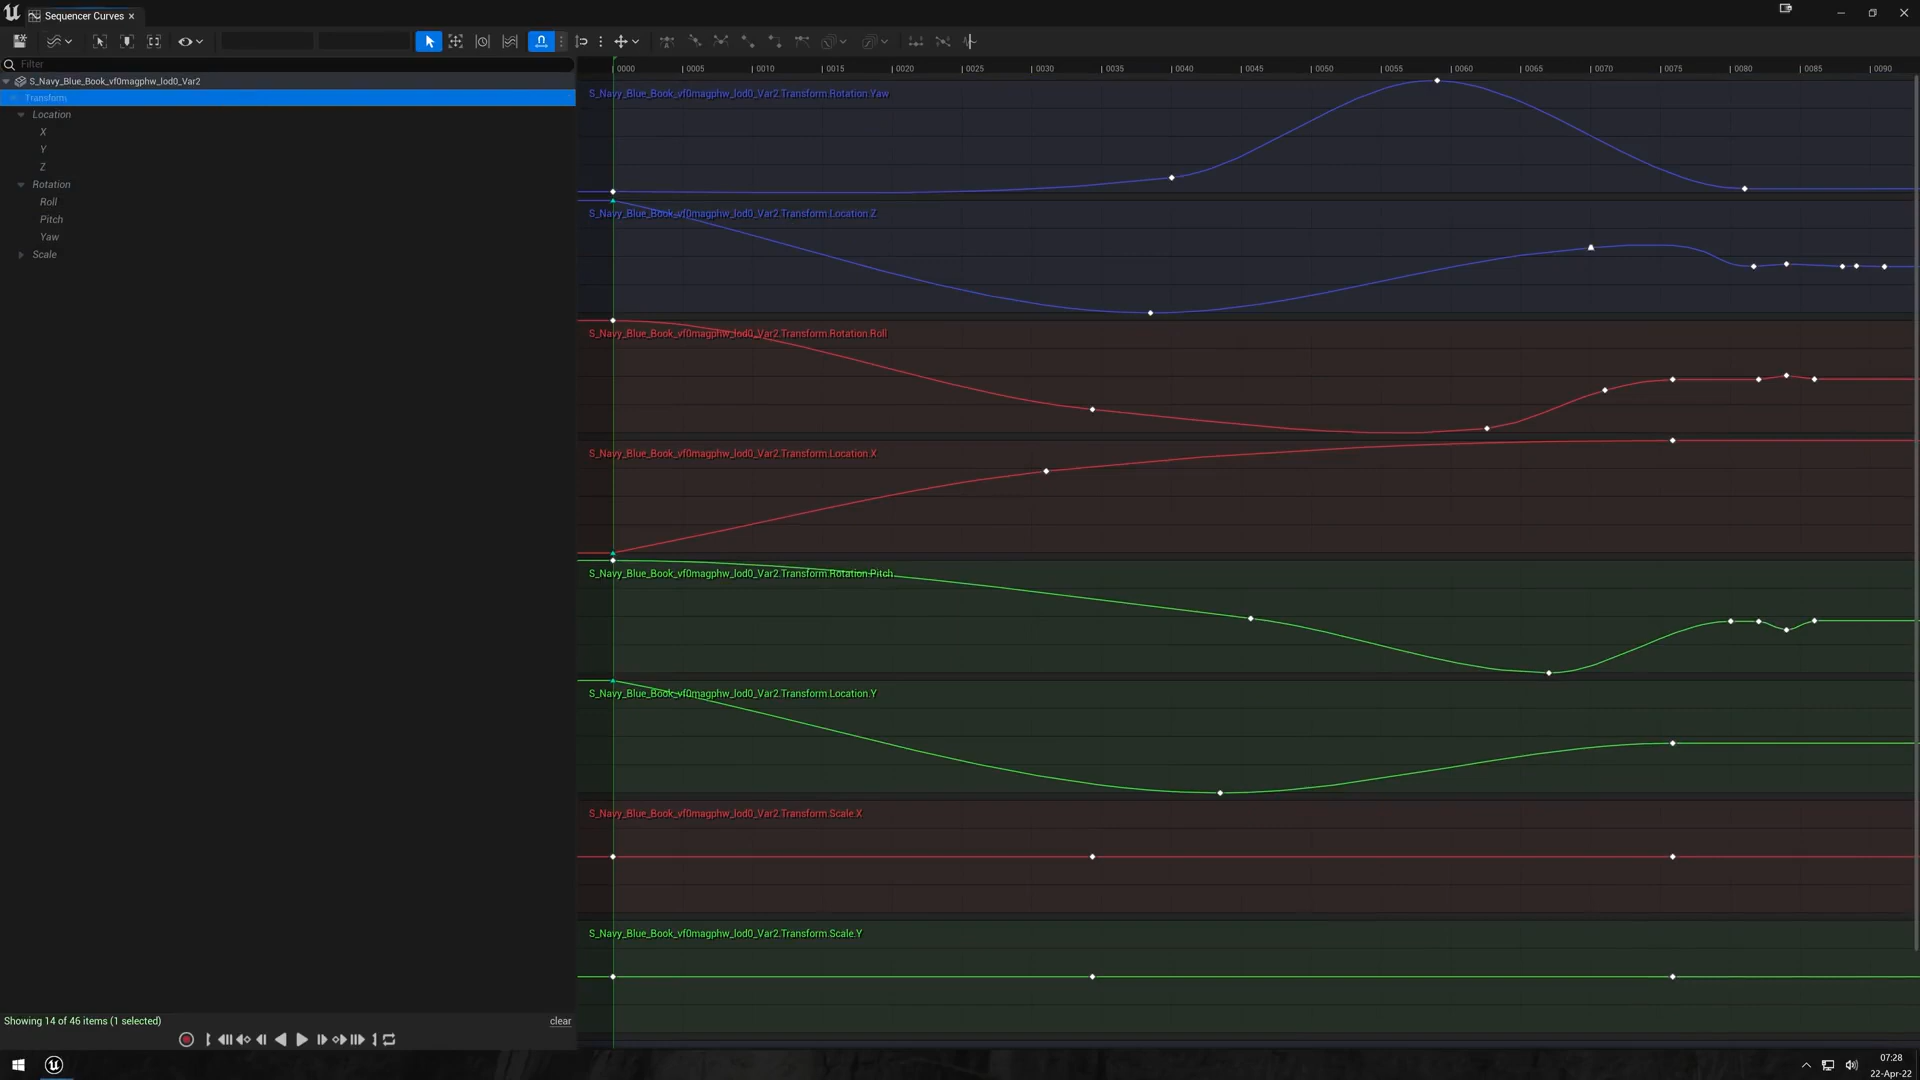 Sequencer Curves
Filter
S_Navy_Blue_Book_vf0magphw_lod0_Var2
Transform
Location
X
Y
Z
Rotation
Roll
Pitch
Yaw
Scale
0000 0005 0010 0015 0020 0025 0030 0035 0040 0045 0050 0055 0060 0065 0070 0075 0080 0085 0090
S_Navy_Blue_Book_vf0magphw_lod0_Var2.Transform.Rotation.Yaw
S_Navy_Blue_Book_vf0magphw_lod0_Var2.Transform.Location.Z
S_Navy_Blue_Book_vf0magphw_lod0_Var2.Transform.Rotation.Roll
S_Navy_Blue_Book_vf0magphw_lod0_Var2.Transform.Location.X
S_Navy_Blue_Book_vf0magphw_lod0_Var2.Transform.Rotation.Pitch
S_Navy_Blue_Book_vf0magphw_lod0_Var2.Transform.Location.Y
S_Navy_Blue_Book_vf0magphw_lod0_Var2.Transform.Scale.X
S_Navy_Blue_Book_vf0magphw_lod0_Var2.Transform.Scale.Y
Showing 14 of 46 items (1 selected) clear
07:28
22-Apr-22